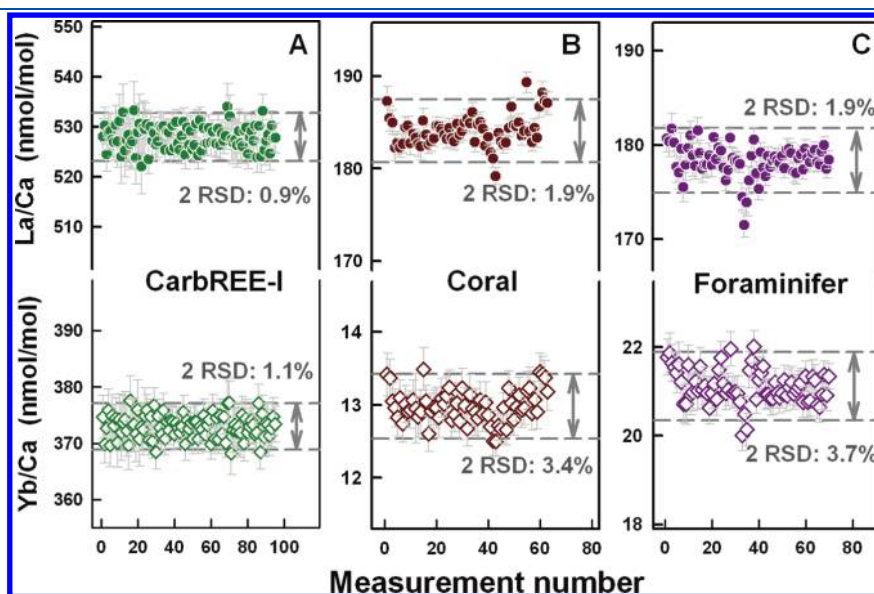 A
B
C
La/Ca (nmol/mol)
550
540
530
520
510
190
180
170
190
180
170
2 RSD: 0.9%
2 RSD: 1.9%
2 RSD: 1.9%
CarbREE-I
Coral
Foraminifer
Yb/Ca (nmol/mol)
390
380
370
360
14
13
12
22
20
18
2 RSD: 1.1%
2 RSD: 3.4%
2 RSD: 3.7%
0 20 40 60 80 100
0 20 40 60 80
0 20 40 60 80
Measurement number